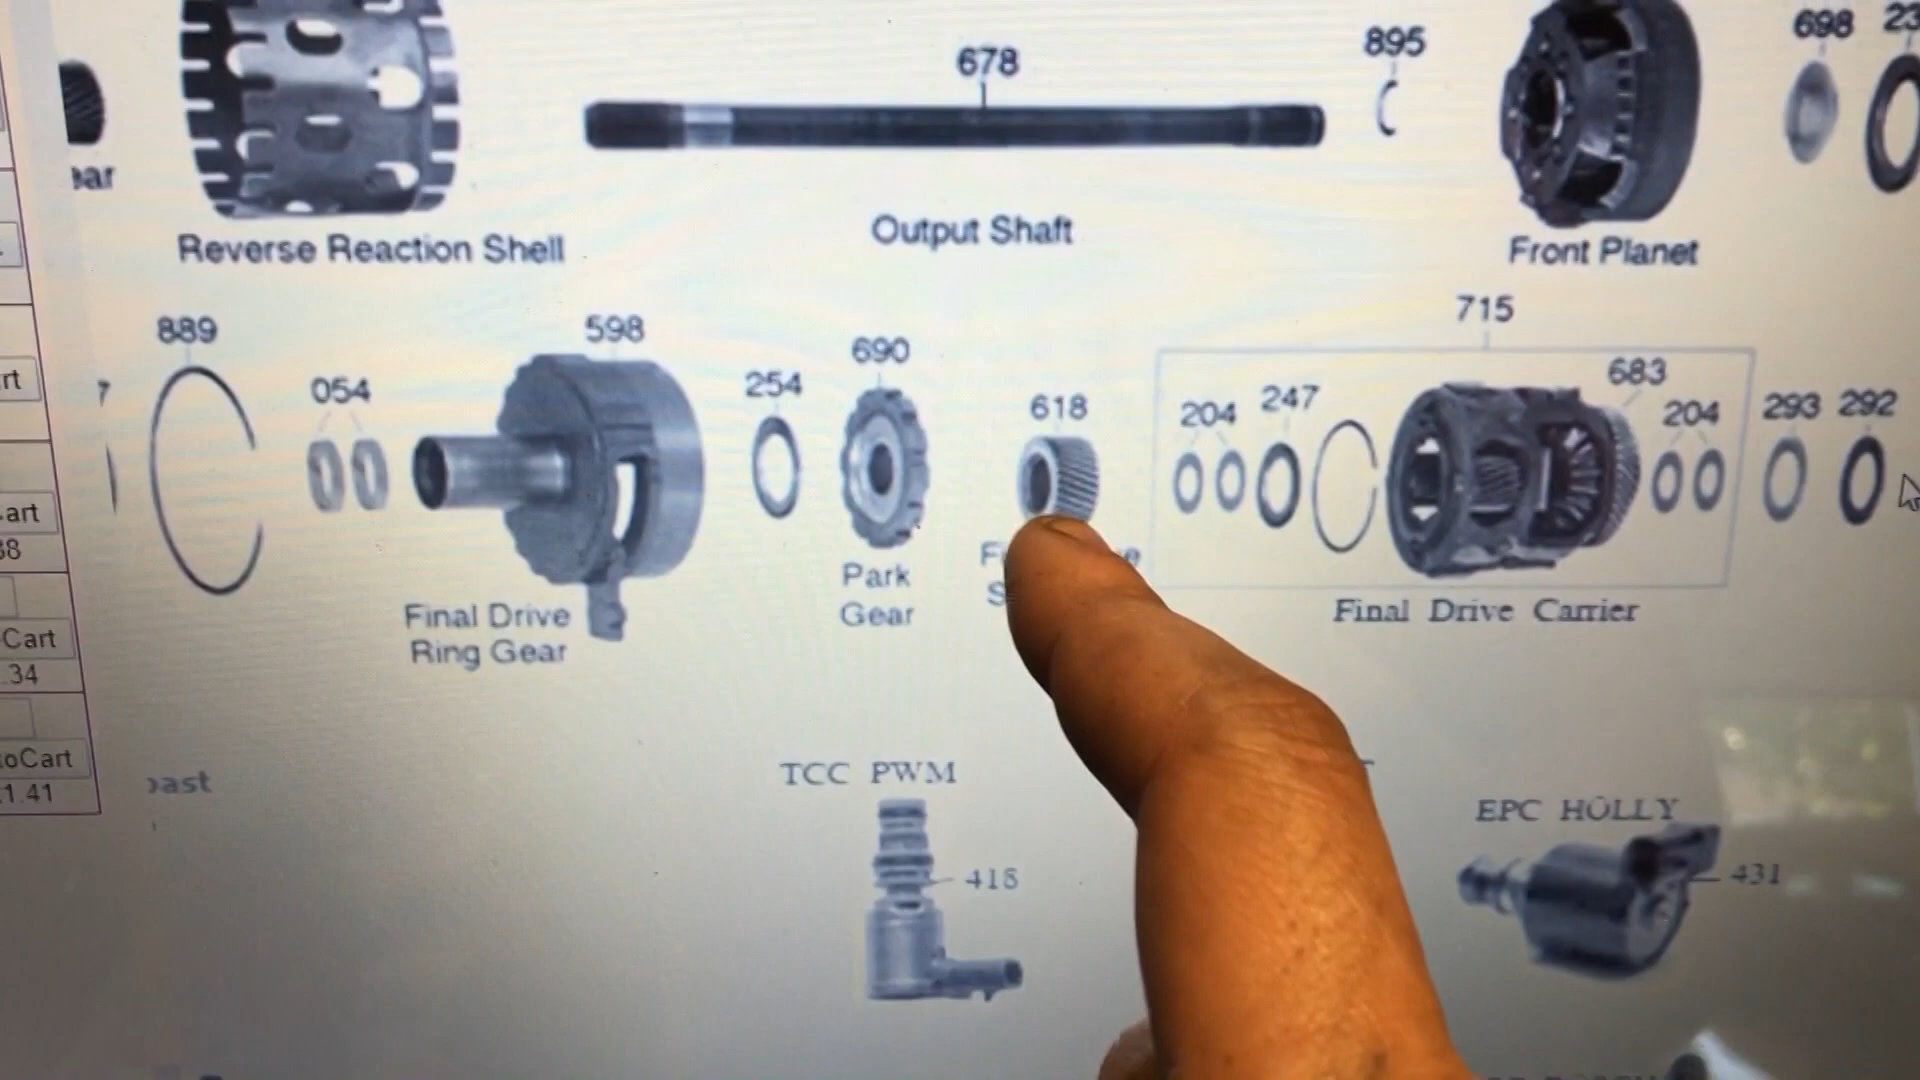 678
895
698
Reverse Reaction Shell
Output Shaft
Front Planet
889
054
598
254
690
618
715
204
247
683
204
293
292
Final Drive
Ring Gear
Park
Gear
Final Drive Carrier
TCC PWM
418
EPC HOLLY
431
rt
Cart
.34
oCart
1.41